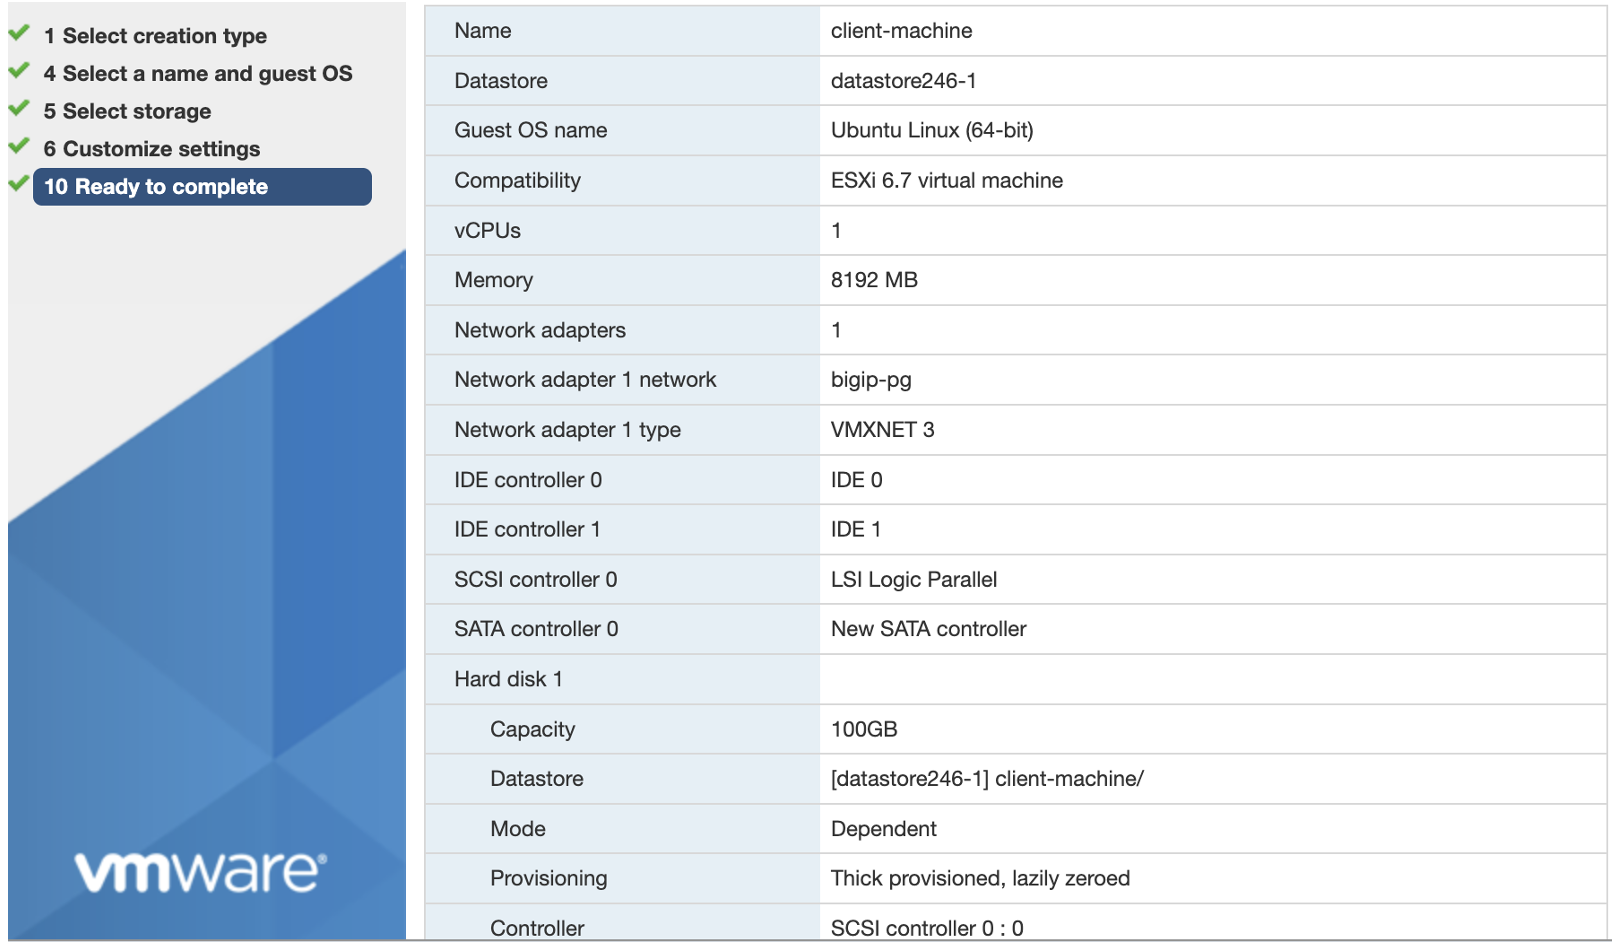 1 Select creation type
4 Select a name and guest OS
5 Select storage
6 Customize settings
10 Ready to complete
vmware®
Name client-machine
Datastore datastore246-1
Guest OS name Ubuntu Linux (64-bit)
Compatibility ESXi 6.7 virtual machine
vCPUs 1
Memory 8192 MB
Network adapters 1
Network adapter 1 network bigip-pg
Network adapter 1 type VMXNET 3
IDE controller 0 IDE 0
IDE controller 1 IDE 1
SCSI controller 0 LSI Logic Parallel
SATA controller 0 New SATA controller
Hard disk 1
Capacity 100GB
Datastore [datastore246-1] client-machine/
Mode Dependent
Provisioning Thick provisioned, lazily zeroed
Controller SCSI controller 0 : 0